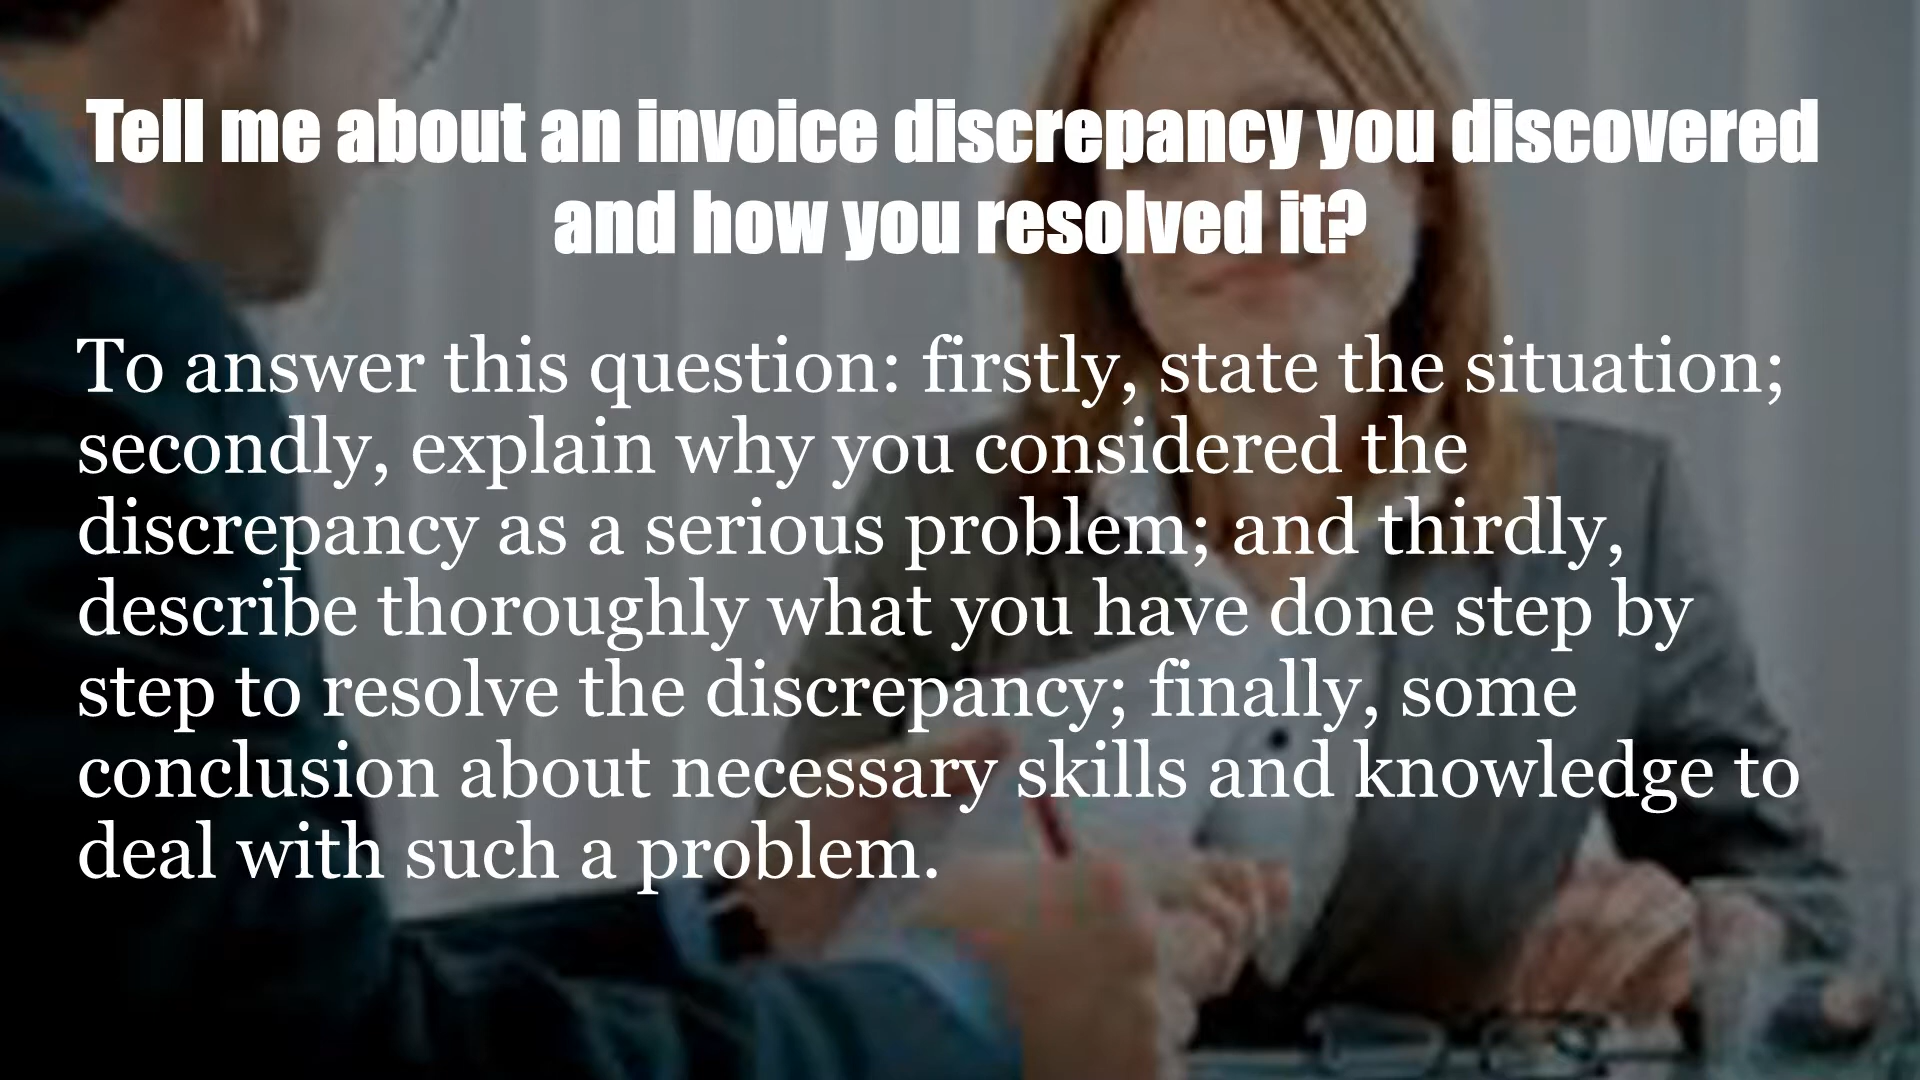 Tell me about an invoice discrepancy you discovered
and how you resolved it?
To answer this question: firstly, state the situation;
secondly, explain why you considered the
discrepancy as a serious problem; and thirdly,
describe thoroughly what you have done step by
step to resolve the discrepancy; finally, some
conclusion about necessary skills and knowledge to
deal with such a problem.